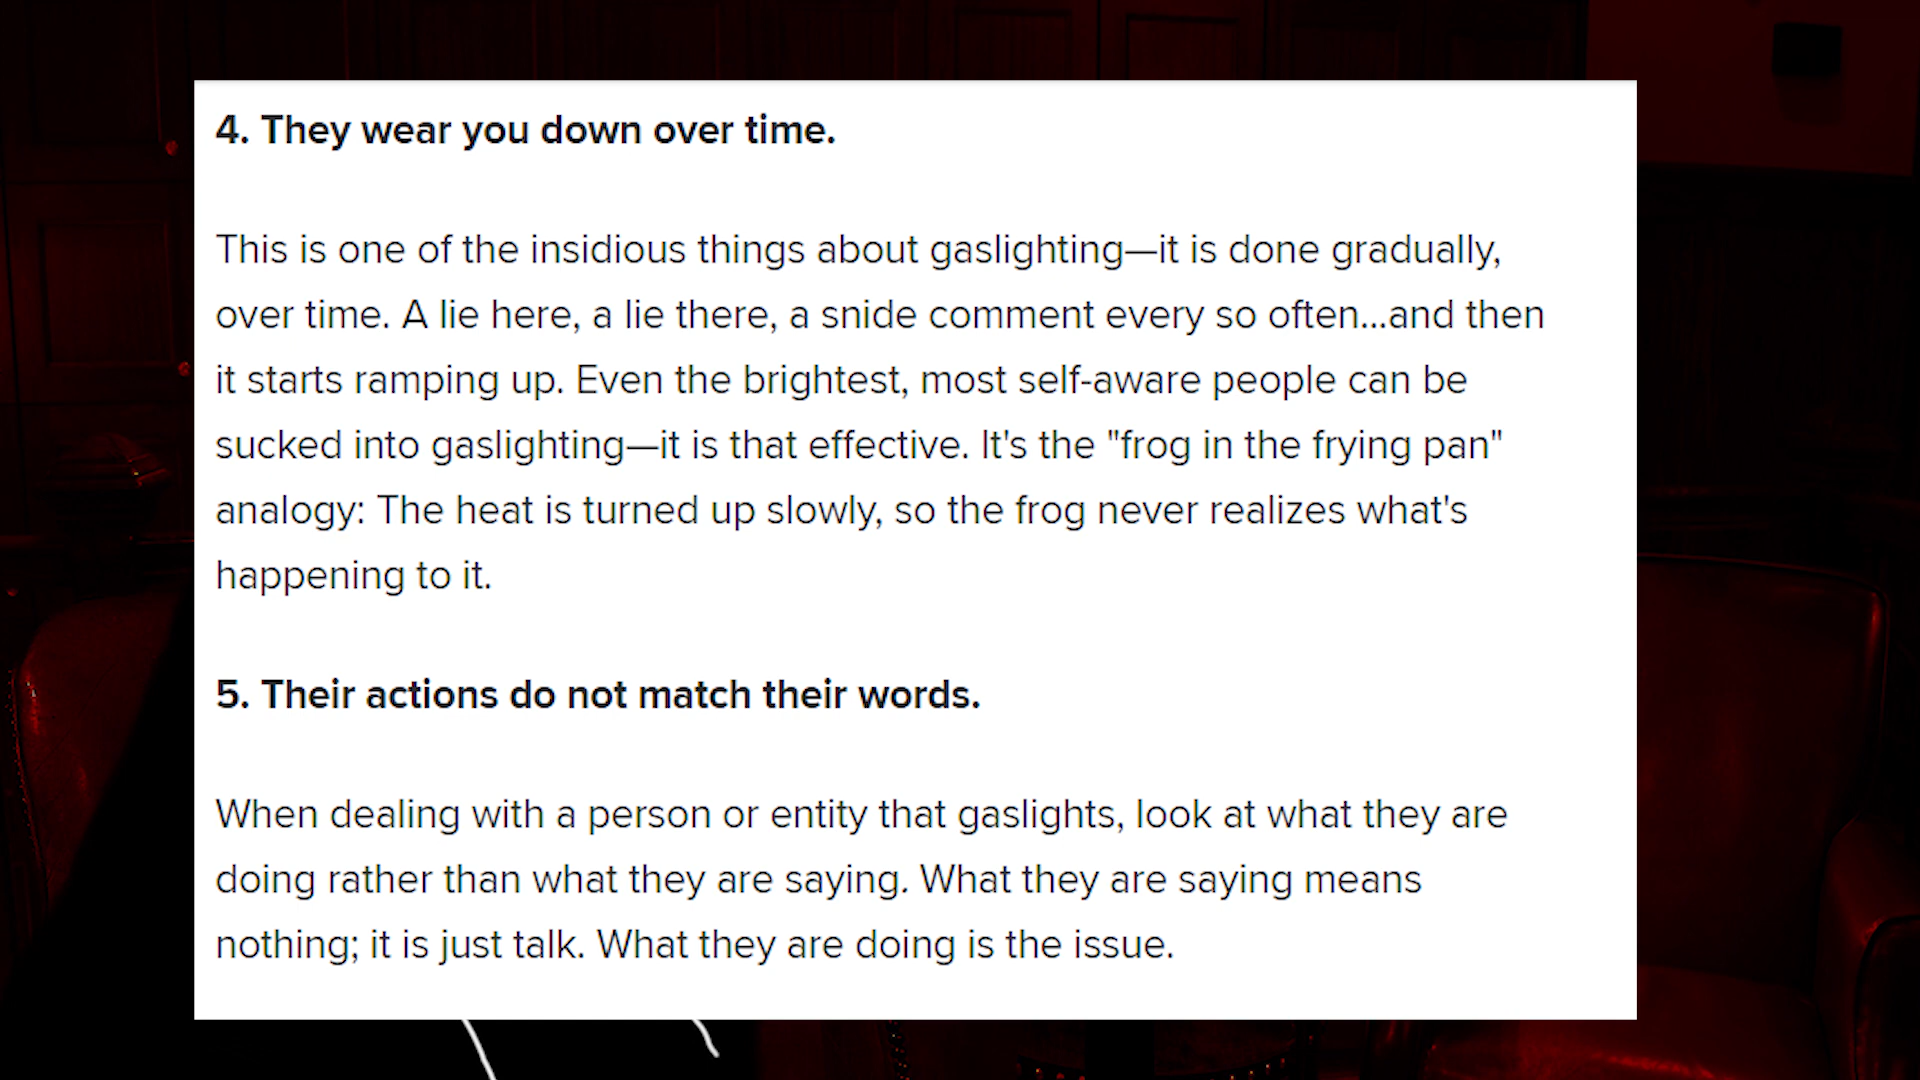 4. They wear you down over time.
This is one of the insidious things about gaslighting—it is done gradually,
over time. A lie here, a lie there, a snide comment every so often...and then
it starts ramping up. Even the brightest, most self-aware people can be
sucked into gaslighting—it is that effective. It's the "frog in the frying pan"
analogy: The heat is turned up slowly, so the frog never realizes what's
happening to it.
5. Their actions do not match their words.
When dealing with a person or entity that gaslights, look at what they are
doing rather than what they are saying. What they are saying means
nothing; it is just talk. What they are doing is the issue.